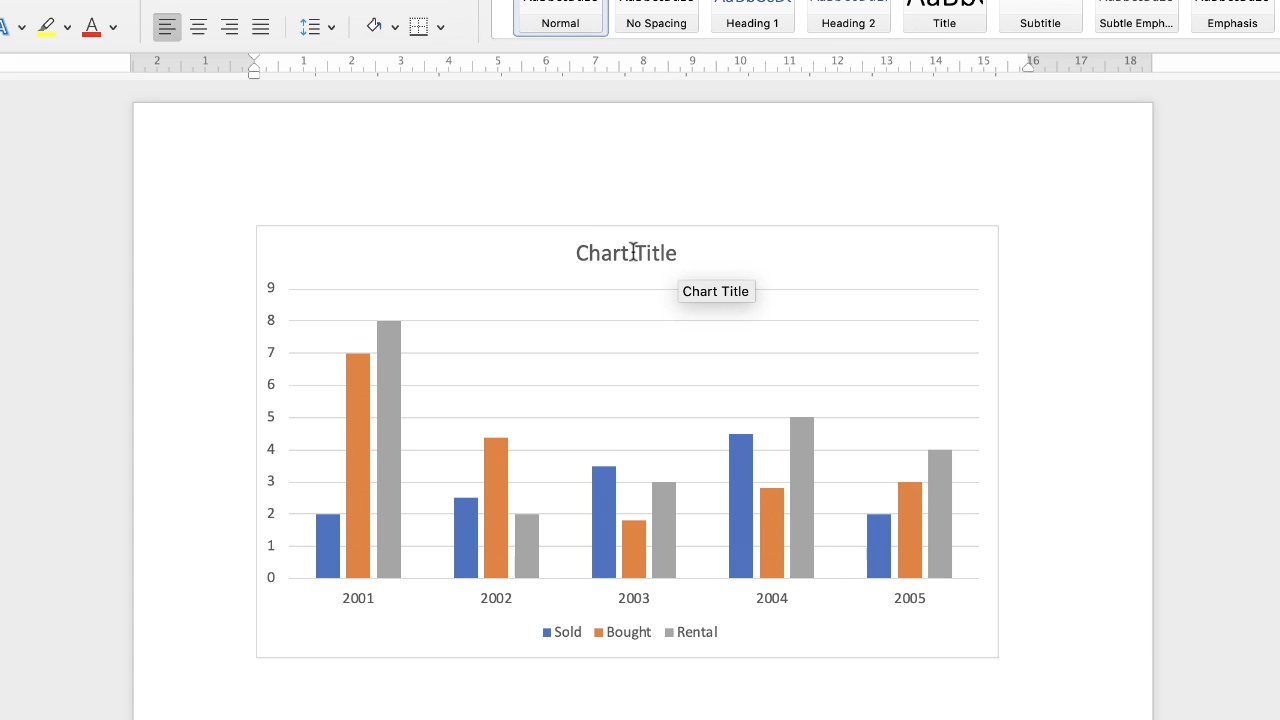 A A
Normal No Spacing Heading 1 Heading 2 Title Subtitle Subtle Emph... Emphasis
2 1 1 2 3 4 5 6 7 8 9 10 11 12 13 14 15 16 17 18
Chart Title
Chart Title
9
8
7
6
5
4
3
2
1
0
2001 2002 2003 2004 2005
Sold Bought Rental